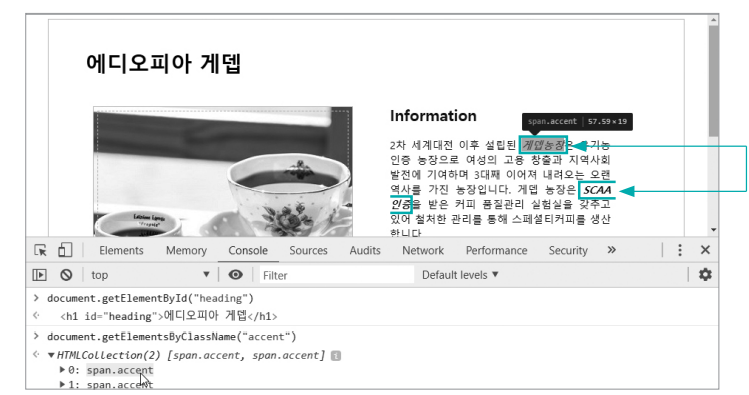 에디오피아 게뎁
Information
span.accent | 57.59×19
2차 세계대전 이후 설립된 게뎁농장은 유기농
인증 농장으로 여성의 고용 창출과 지역사회
발전에 기여하며 3대째 이어져 내려오는 오랜
역사를 가진 농장입니다. 게뎁 농장은 SCAA
인증을 받은 커피 품질관리 실험실을 갖추고
있어 철처한 관리를 통해 스페셜티커피를 생산
합니다
Elements Memory Console Sources Audits Network Performance Security »
top ▼ Filter Default levels ▼
> document.getElementById("heading")
<h1 id="heading">에디오피아 게뎁</h1>
> document.getElementsByClassName("accent")
▼HTMLCollection(2) [span.accent, span.accent] i
▶0: span.accent
▶1: span.accent